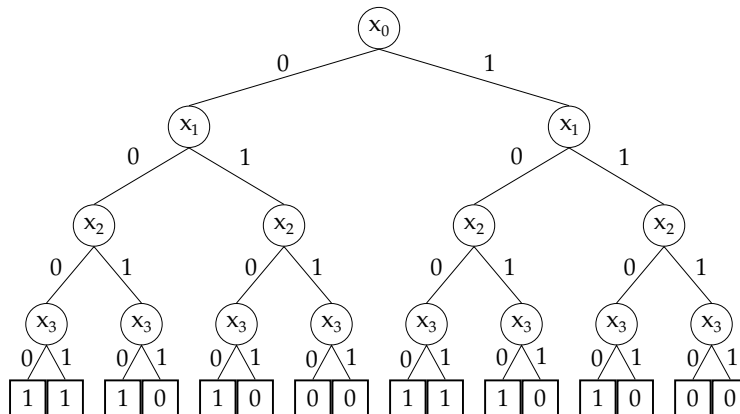 x₀
0 1
x₁ x₁
0 1 0 1
x₂ x₂ x₂ x₂
0 1 0 1 0 1 0 1
x₃ x₃ x₃ x₃ x₃ x₃ x₃ x₃
0 1 0 1 0 1 0 1 0 1 0 1 0 1 0 1
1 1 1 0 1 0 0 0 1 1 1 0 1 0 0 0